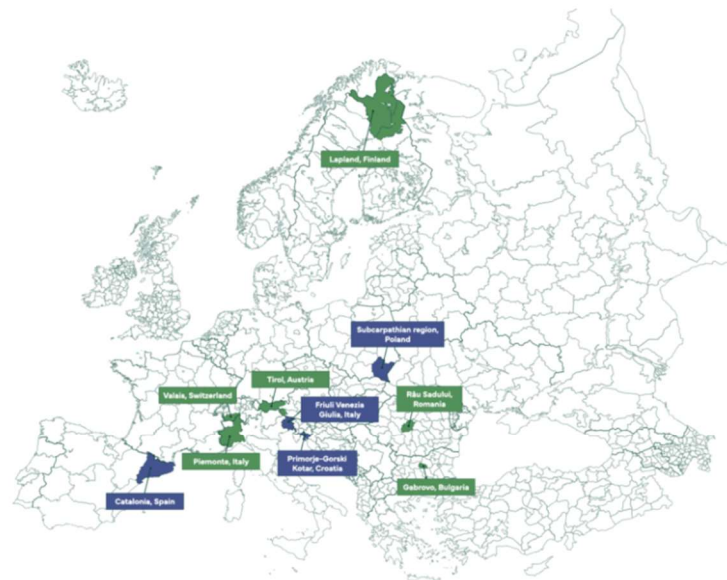 Lapland, Finland
Subcarpathian region,
Poland
Tirol, Austria
Valais, Switzerland
Friuli Venezia
Giulia, Italy
Râu Sadului,
Romania
Piemonte, Italy
Primorje-Gorski
Kotar, Croatia
Gabrovo, Bulgaria
Catalonia, Spain